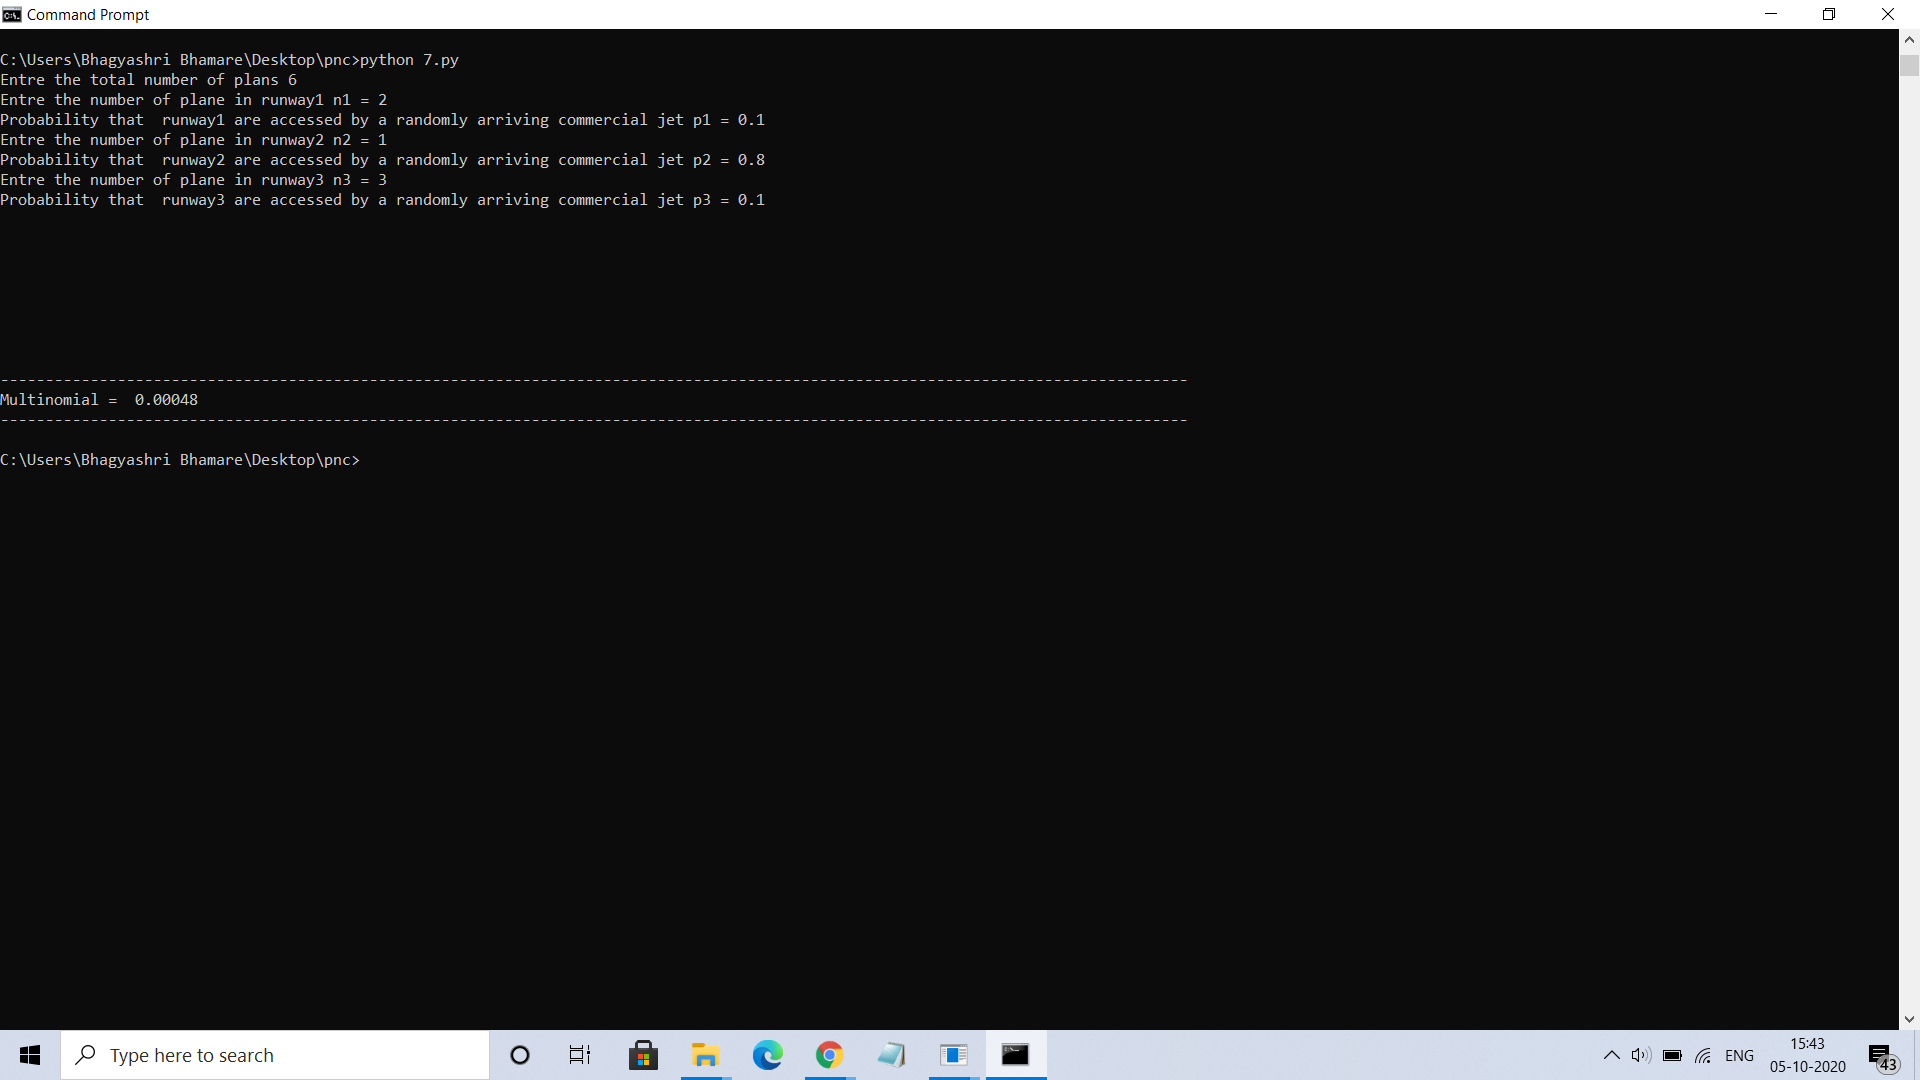 Command Prompt
C:\Users\Bhagyashri Bhamare\Desktop\pnc>python 7.py
Entre the total number of plans 6
Entre the number of plane in runway1 n1 = 2
Probability that  runway1 are accessed by a randomly arriving commercial jet p1 = 0.1
Entre the number of plane in runway2 n2 = 1
Probability that  runway2 are accessed by a randomly arriving commercial jet p2 = 0.8
Entre the number of plane in runway3 n3 = 3
Probability that  runway3 are accessed by a randomly arriving commercial jet p3 = 0.1
------------------------------------------------------------------------------------------------------------------------------------
Multinomial =  0.00048
------------------------------------------------------------------------------------------------------------------------------------
C:\Users\Bhagyashri Bhamare\Desktop\pnc>
Type here to search
ENG
15:43
05-10-2020
43